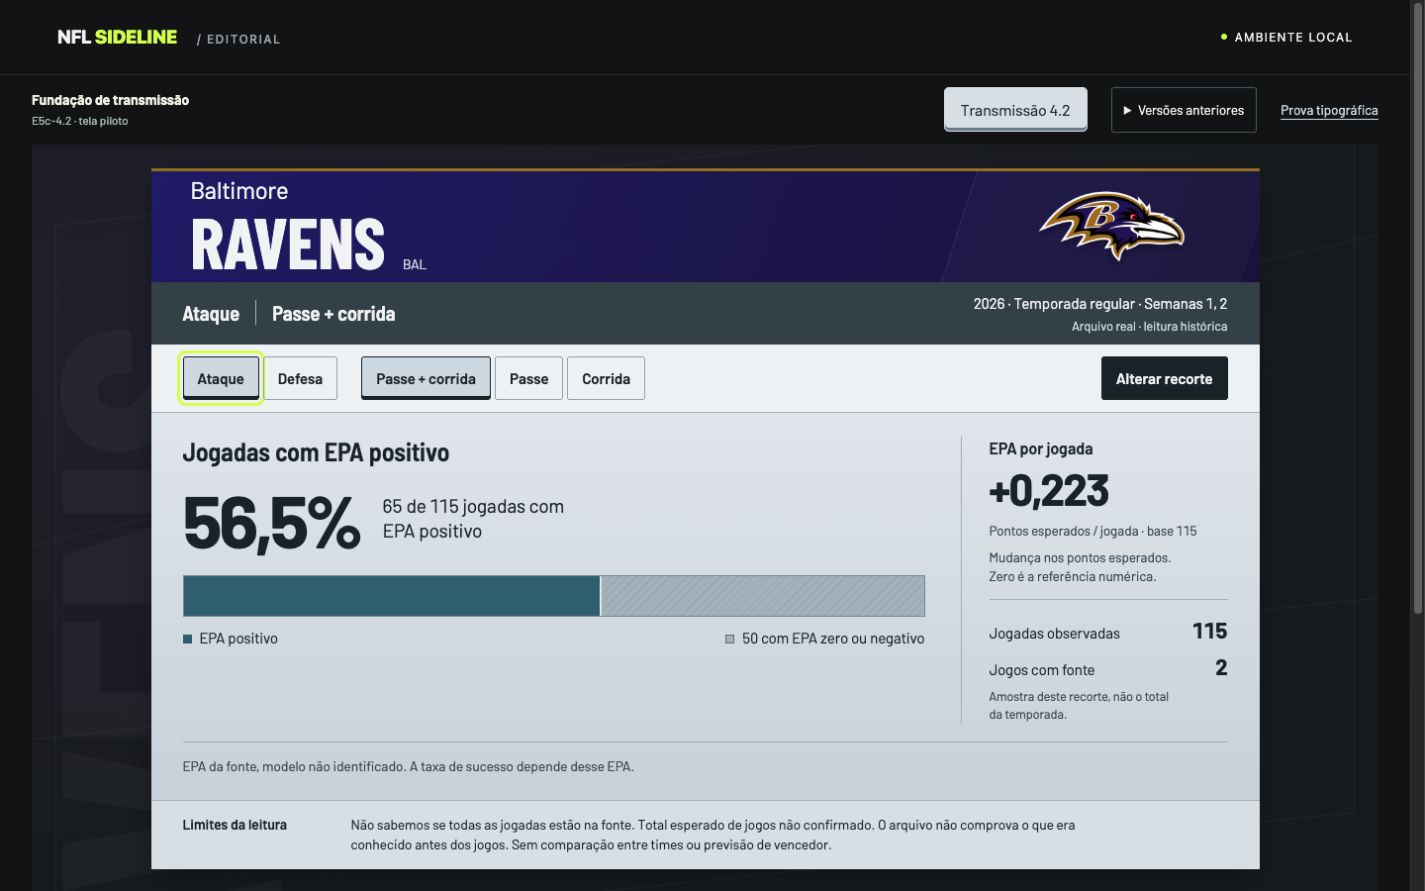 NFL SIDELINE / EDITORIAL
AMBIENTE LOCAL
Fundação de transmissão
E5c-4.2 · tela piloto
Transmissão 4.2
Versões anteriores
Prova tipográfica
Baltimore
RAVENS BAL
B
Ataque
Passe + corrida
2026 · Temporada regular · Semanas 1, 2
Arquivo real · leitura histórica
Ataque
Defesa
Passe + corrida
Passe
Corrida
Alterar recorte
Jogadas com EPA positivo
56,5%
65 de 115 jogadas com
EPA positivo
EPA positivo
50 com EPA zero ou negativo
EPA por jogada
+0,223
Pontos esperados / jogada · base 115
Mudança nos pontos esperados.
Zero é a referência numérica.
Jogadas observadas 115
Jogos com fonte 2
Amostra deste recorte, não o total
da temporada.
EPA da fonte, modelo não identificado. A taxa de sucesso depende desse EPA.
Limites da leitura
Não sabemos se todas as jogadas estão na fonte. Total esperado de jogos não confirmado. O arquivo não comprova o que era
conhecido antes dos jogos. Sem comparação entre times ou previsão de vencedor.